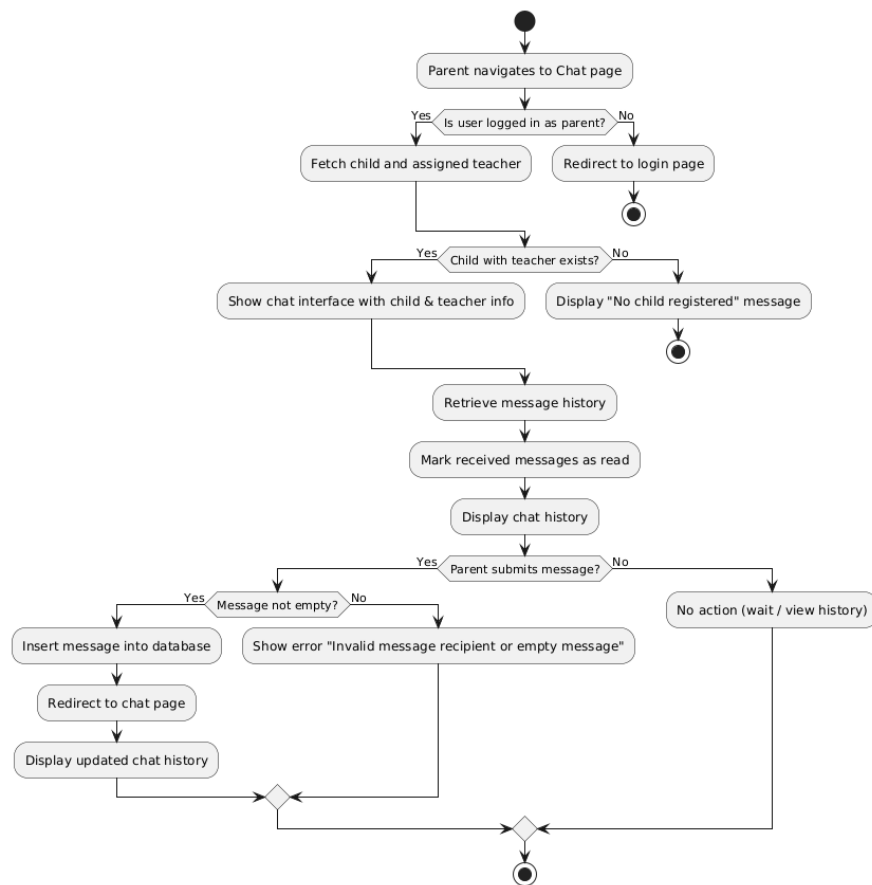 Parent navigates to Chat page
Yes
Is user logged in as parent?
No
Fetch child and assigned teacher
Redirect to login page
Yes
Child with teacher exists?
No
Show chat interface with child & teacher info
Display "No child registered" message
Retrieve message history
Mark received messages as read
Display chat history
Yes
Parent submits message?
No
Yes
Message not empty?
No
No action (wait / view history)
Insert message into database
Show error "Invalid message recipient or empty message"
Redirect to chat page
Display updated chat history